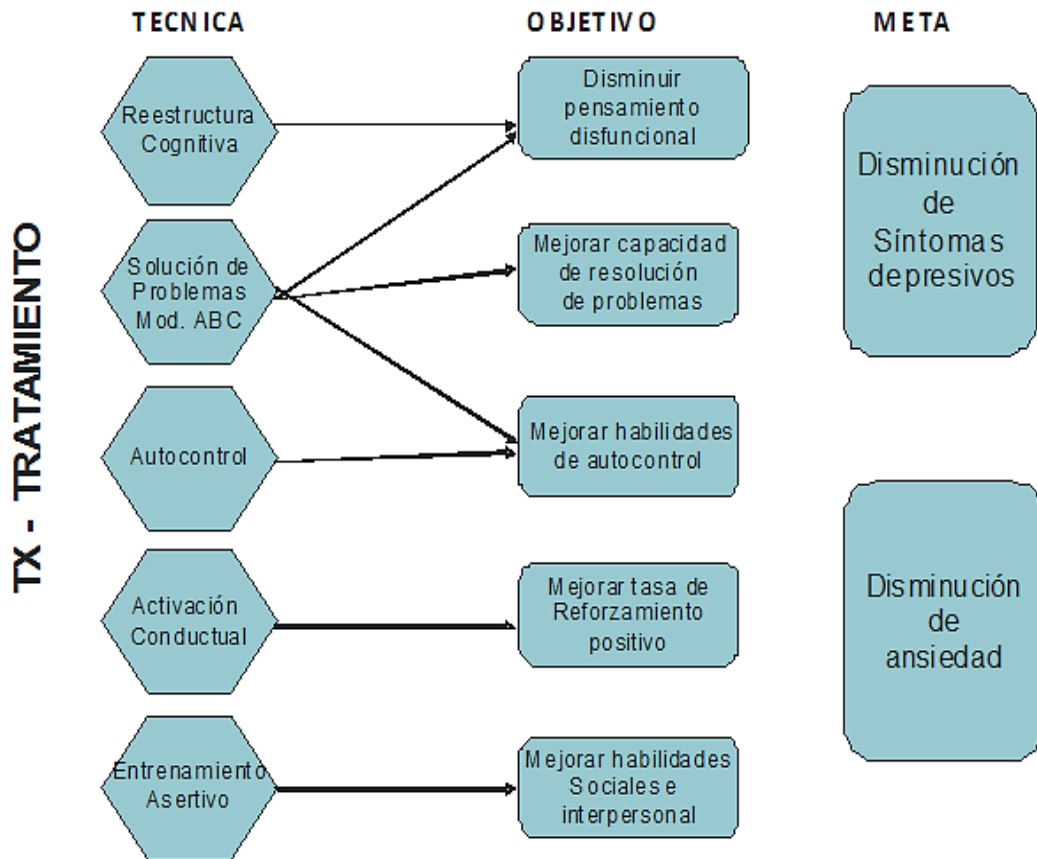 TECNICA
OBJETIVO
META
TX - TRATAMIENTO
Reestructura
Cognitiva
Disminuir
pensamiento
disfuncional
Disminución
de
Síntomas
depresivos
Solución de
Problemas
Mod. ABC
Mejorar capacidad
de resolución
de problemas
Autocontrol
Mejorar habilidades
de autocontrol
Disminución
de
ansiedad
Activación
Conductual
Mejorar tasa de
Reforzamiento
positivo
Entrenamiento
Asertivo
Mejorar habilidades
Sociales e
interpersonal